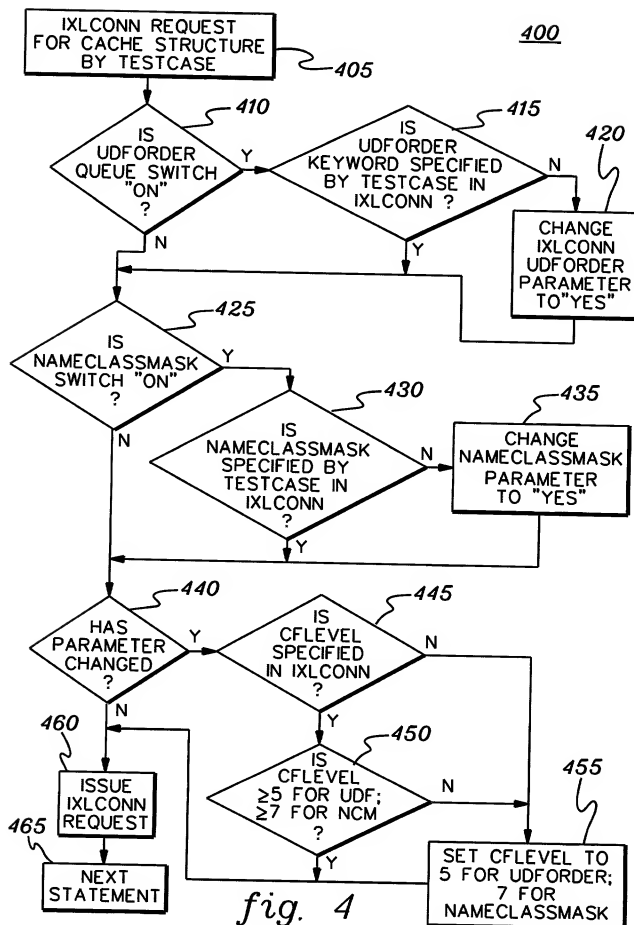 IXLCONN REQUEST
FOR CACHE STRUCTURE
BY TESTCASE
405
400
410
IS
UDFORDER
QUEUE SWITCH
"ON"
?
Y
N
415
IS
UDFORDER
KEYWORD SPECIFIED
BY TESTCASE IN
IXLCONN ?
N
Y
420
CHANGE
IXLCONN
UDFORDER
PARAMETER
TO"YES"
425
IS
NAMECLASSMASK
SWITCH "ON"
?
Y
N
430
IS
NAMECLASSMASK
SPECIFIED BY
TESTCASE IN
IXLCONN
?
N
Y
435
CHANGE
NAMECLASSMASK
PARAMETER
TO "YES"
440
HAS
PARAMETER
CHANGED
?
Y
N
445
IS
CFLEVEL
SPECIFIED
IN IXLCONN
?
N
Y
450
IS
CFLEVEL
≥5 FOR UDF;
≥7 FOR NCM
?
N
Y
455
SET CFLEVEL TO
5 FOR UDFORDER;
7 FOR
NAMECLASSMASK
460
ISSUE
IXLCONN
REQUEST
465
NEXT
STATEMENT
fig. 4